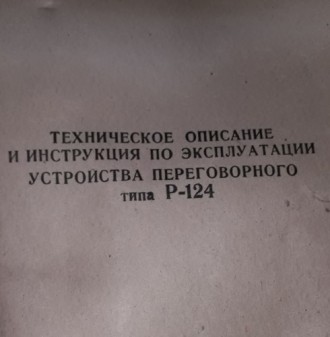 ТЕХНИЧЕСКОЕ ОПИСАНИЕ
И ИНСТРУКЦИЯ ПО ЭКСПЛУАТАЦИИ
УСТРОЙСТВА ПЕРЕГОВОРНОГО
типа Р-124